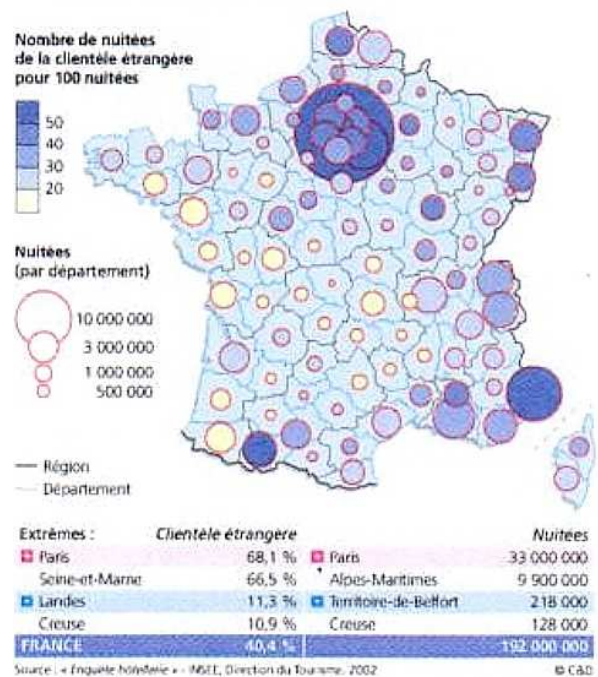 Nombre de nuitées
de la clientèle étrangère
pour 100 nuitées
50
40
30
20
Nuitées
(par département)
10 000 000
3 000 000
1 000 000
500 000
Région
Département
Extrêmes : Clientèle étrangère Nuitées
Paris 68,1 % Paris 33 000 000
Seine-et-Marne 66,5 % Alpes-Maritimes 9 900 000
Landes 11,3 % Territoire-de-Belfort 218 000
Creuse 10,9 % Creuse 128 000
FRANCE 40,4 % 192 000 000
Source : « Enquête hôtellerie » - INSEE, Direction du Tourisme, 2002 © C&D